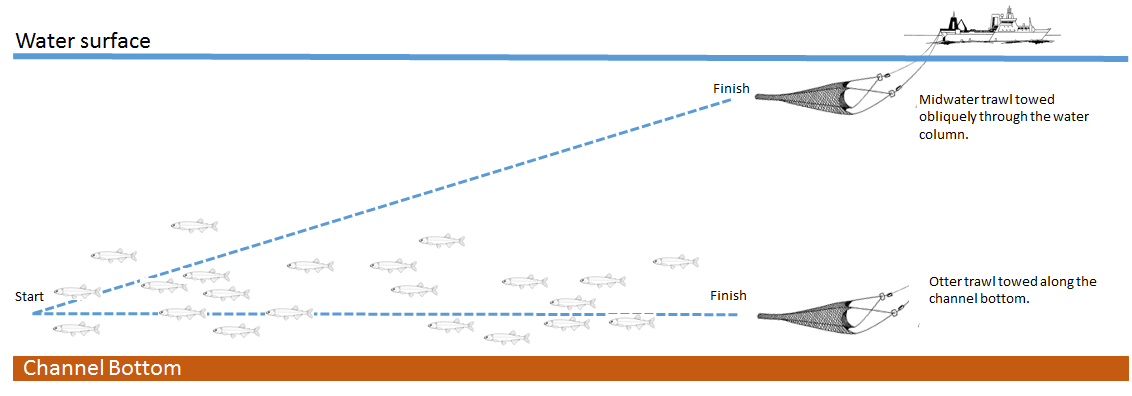 Water surface
Finish
Midwater trawl towed
obliquely through the water
column.
Start
Finish
Otter trawl towed along the
channel bottom.
Channel Bottom